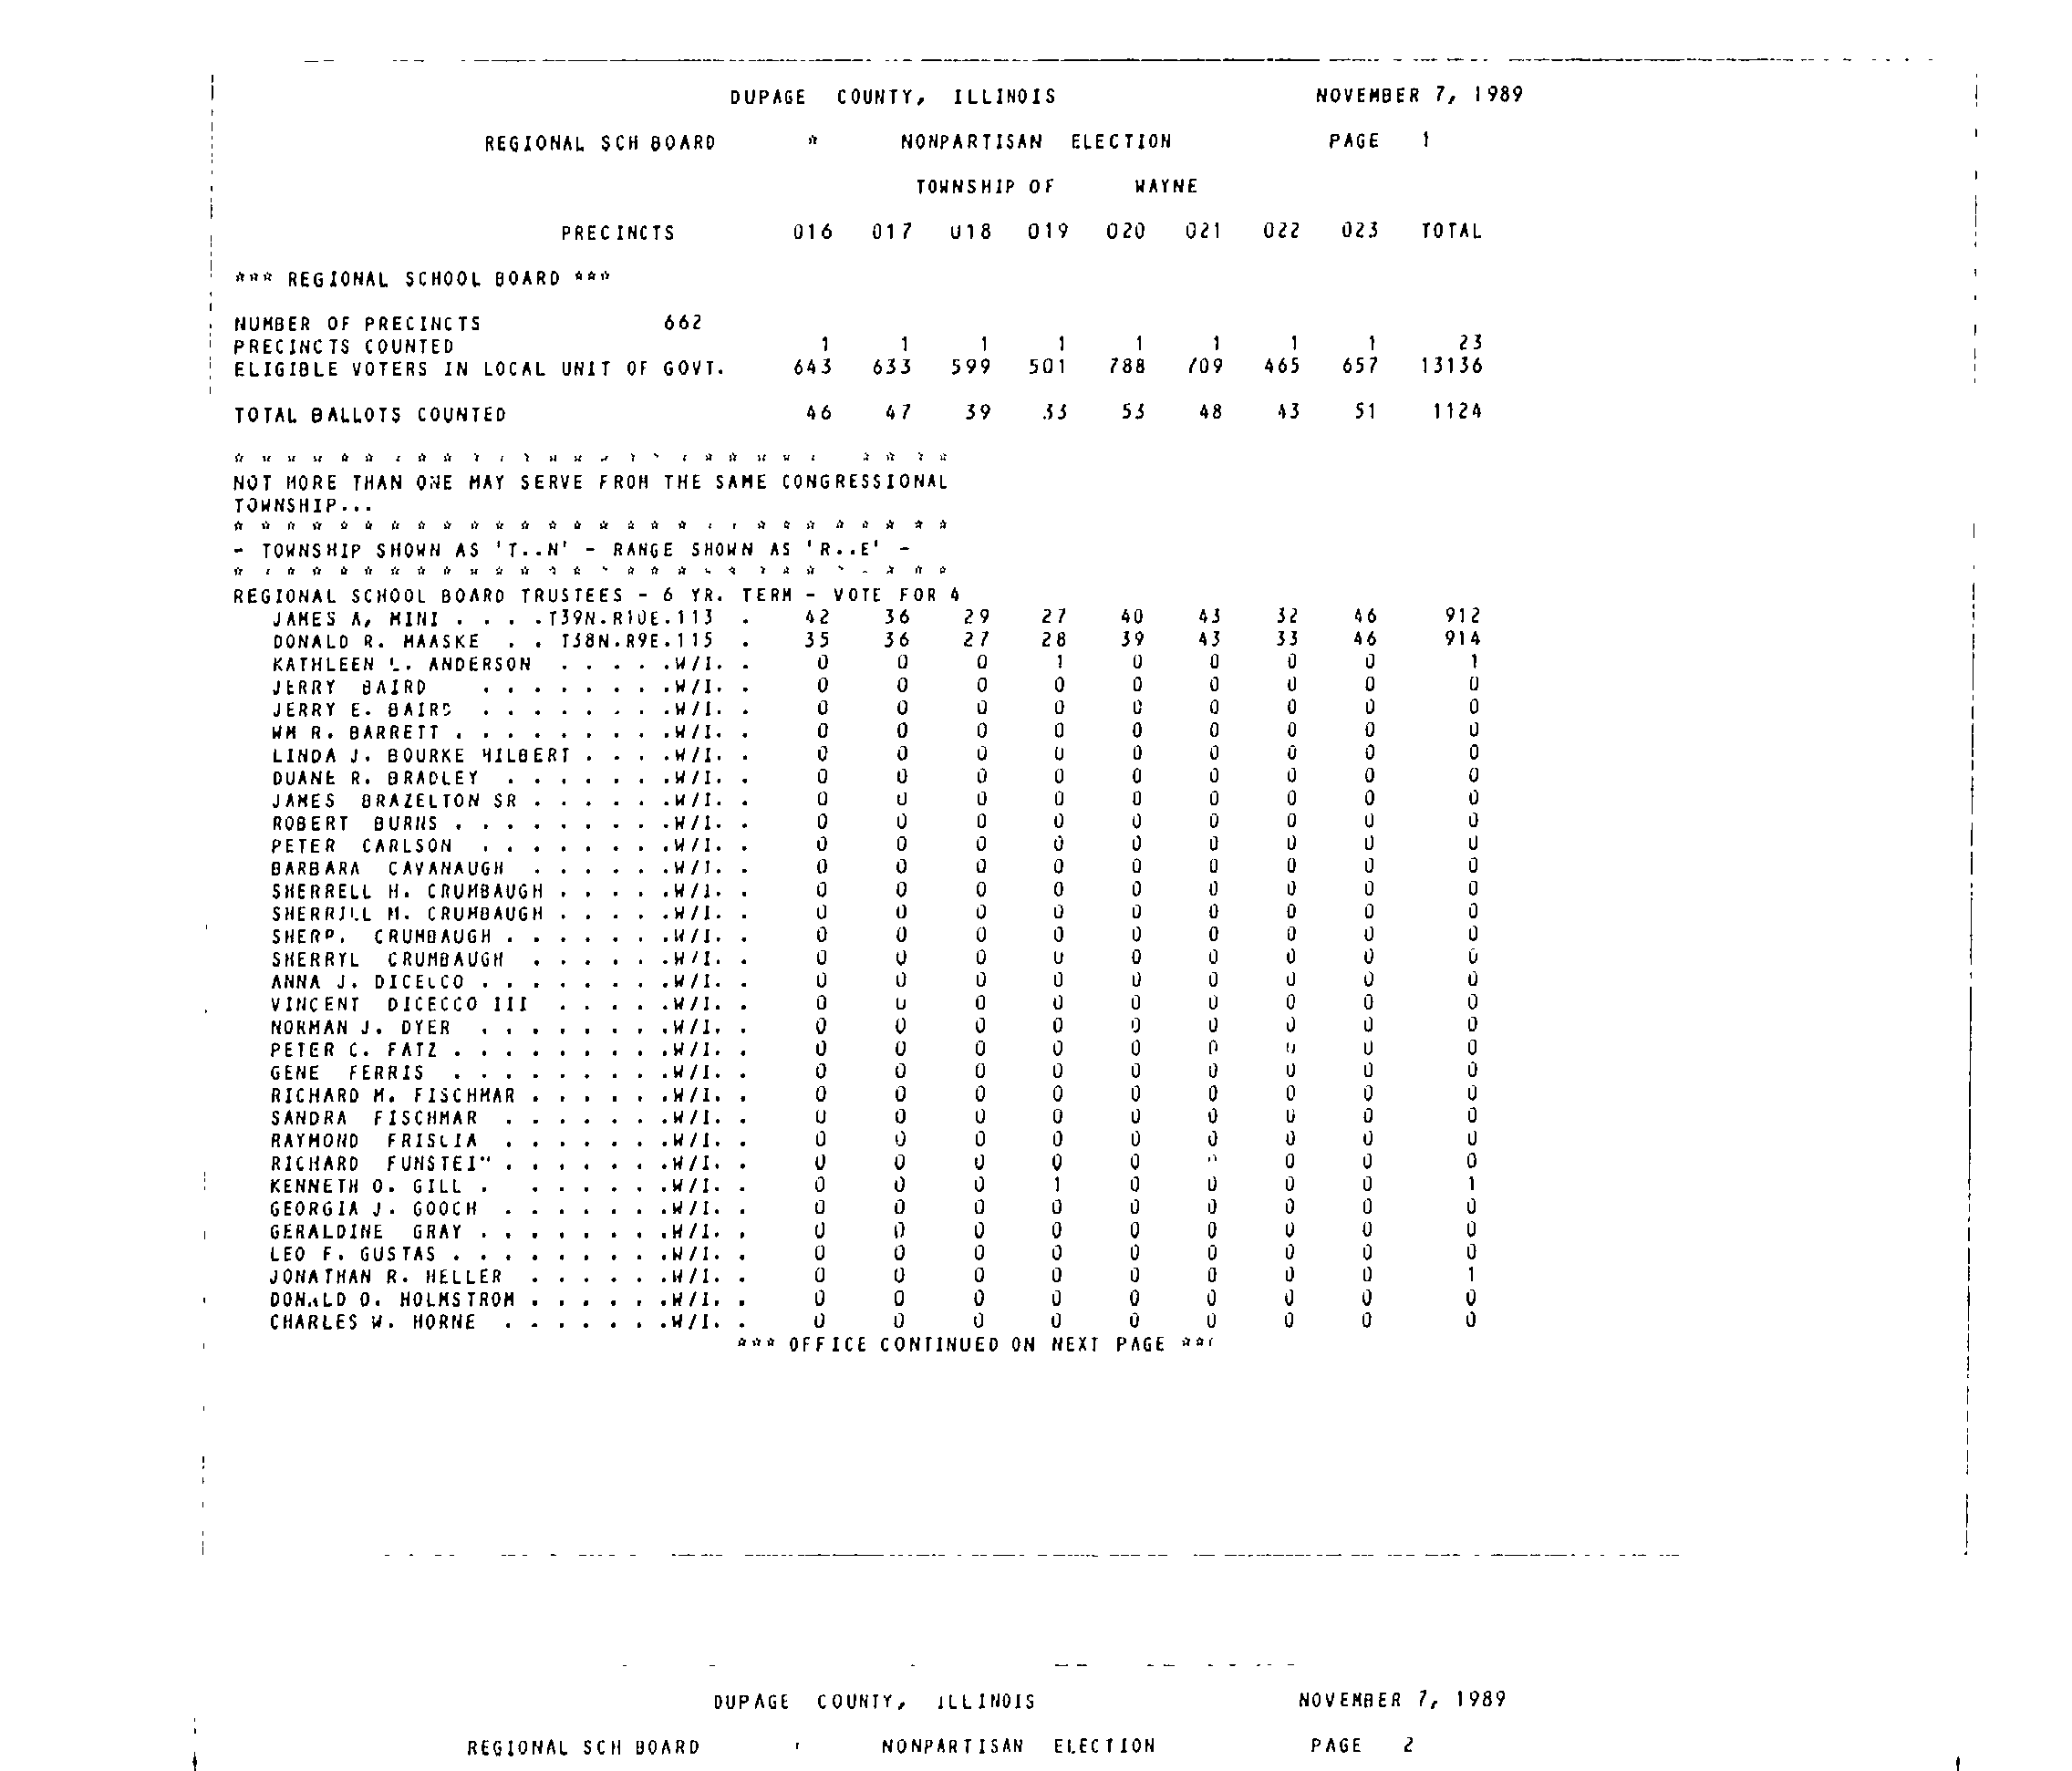 DUPAGE COUNTY, ILLINOIS NOVEMBER 7, 1989
REGIONAL SCH BOARD * NONPARTISAN ELECTION PAGE 1
TOWNSHIP OF WAYNE
PRECINCTS 016 017 018 019 020 021 022 023 TOTAL
*** REGIONAL SCHOOL BOARD ***
NUMBER OF PRECINCTS 662
PRECINCTS COUNTED 1 1 1 1 1 1 1 1 23
ELIGIBLE VOTERS IN LOCAL UNIT OF GOVT. 643 633 599 501 788 709 465 657 13136
TOTAL BALLOTS COUNTED 46 47 39 33 53 48 43 51 1124
NOT MORE THAN ONE MAY SERVE FROM THE SAME CONGRESSIONAL
TOWNSHIP...
- TOWNSHIP SHOWN AS 'T..N' - RANGE SHOWN AS 'R..E' -
REGIONAL SCHOOL BOARD TRUSTEES - 6 YR. TERM - VOTE FOR 4
JAMES A, MINI . . . .T39N.R10E.113 . 42 36 29 27 40 43 32 46 912
DONALD R. MAASKE . . T38N.R9E.115 . 35 36 27 28 39 43 33 46 914
KATHLEEN L. ANDERSON . . . . .W/I. . 0 0 0 1 0 0 0 0 1
JERRY BAIRD . . . . . . . .W/I. . 0 0 0 0 0 0 0 0 0
JERRY E. BAIRD . . . . . . . .W/I. . 0 0 0 0 0 0 0 0 0
WM R. BARRETT . . . . . . . . .W/I. . 0 0 0 0 0 0 0 0 0
LINDA J. BOURKE HILBERT . . . .W/I. . 0 0 0 0 0 0 0 0 0
DUANE R. BRADLEY . . . . . . .W/I. . 0 0 0 0 0 0 0 0 0
JAMES BRAZELTON SR . . . . . .W/I. . 0 0 0 0 0 0 0 0 0
ROBERT BURNS . . . . . . . . .W/I. . 0 0 0 0 0 0 0 0 0
PETER CARLSON . . . . . . . .W/I. . 0 0 0 0 0 0 0 0 0
BARBARA CAVANAUGH . . . . . .W/I. . 0 0 0 0 0 0 0 0 0
SHERRELL H. CRUMBAUGH . . . . .W/I. . 0 0 0 0 0 0 0 0 0
SHERRILL M. CRUMBAUGH . . . . .W/I. . 0 0 0 0 0 0 0 0 0
SHERP. CRUMBAUGH . . . . . . .W/I. . 0 0 0 0 0 0 0 0 0
SHERRYL CRUMBAUGH . . . . . .W/I. . 0 0 0 0 0 0 0 0 0
ANNA J. DICELCO . . . . . . . .W/I. . 0 0 0 0 0 0 0 0 0
VINCENT DICECCO III . . . . .W/I. . 0 0 0 0 0 0 0 0 0
NORMAN J. DYER . . . . . . . .W/I. . 0 0 0 0 0 0 0 0 0
PETER C. FATZ . . . . . . . . .W/I. . 0 0 0 0 0 0 0 0 0
GENE FERRIS . . . . . . . . .W/I. . 0 0 0 0 0 0 0 0 0
RICHARD M. FISCHMAR . . . . . .W/I. . 0 0 0 0 0 0 0 0 0
SANDRA FISCHMAR . . . . . . .W/I. . 0 0 0 0 0 0 0 0 0
RAYMOND FRISLIA . . . . . . .W/I. . 0 0 0 0 0 0 0 0 0
RICHARD . . . . . . .W/I. . 0 0 0 0 0 0 0 0
KENNETH O. GILL . . . . . . .W/I. . 0 0 0 1 0 0 0 0 1
GEORGIA J. GOOCH . . . . . . .W/I. . 0 0 0 0 0 0 0 0 0
GERALDINE GRAY . . . . . . . .W/I. . 0 0 0 0 0 0 0 0 0
LEO F. GUSTAS . . . . . . . . .W/I. . 0 0 0 0 0 0 0 0 0
JONATHAN R. HELLER . . . . . .W/I. . 0 0 0 0 0 0 0 0 1
DONALD O. HOLMSTROM . . . . . .W/I. . 0 0 0 0 0 0 0 0 0
CHARLES W. HORNE . . . . . . .W/I. . 0 0 0 0 0 0 0 0 0
*** OFFICE CONTINUED ON NEXT PAGE ***
DUPAGE COUNTY, ILLINOIS NOVEMBER 7, 1989
REGIONAL SCH BOARD NONPARTISAN ELECTION PAGE 2